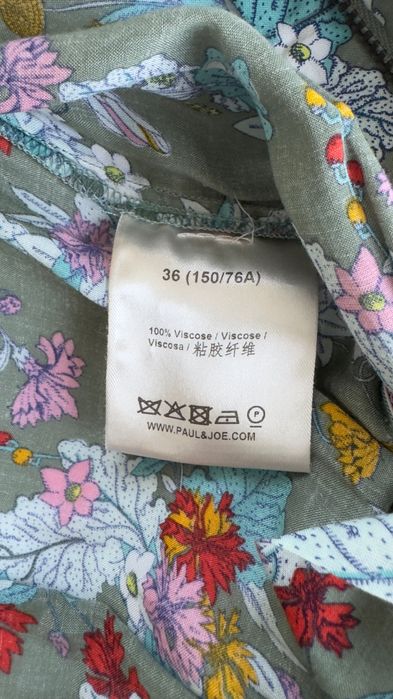 36 (150/76A)
100% Viscose / Viscose /
Viscosa / 粘胶纤维
WWW.PAUL&JOE.COM